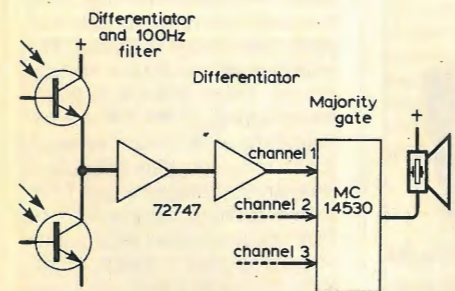 Differentiator
and 100Hz
filter
+
Differentiator
Majority
gate
+
channel 1
72747
MC
14530
channel 2
channel 3